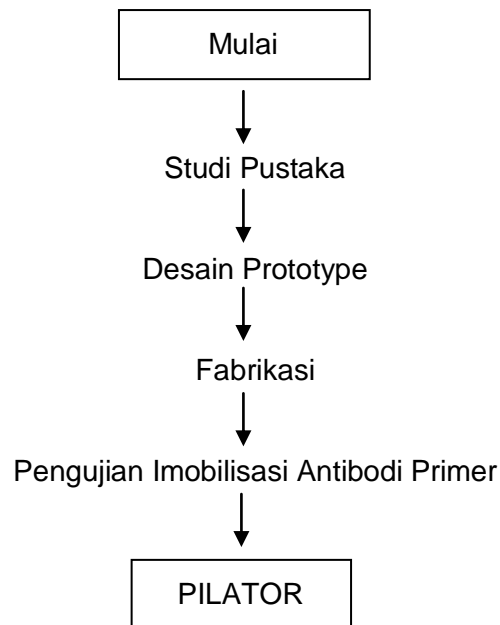 Mulai
Studi Pustaka
Desain Prototype
Fabrikasi
Pengujian Imobilisasi Antibodi Primer
PILATOR